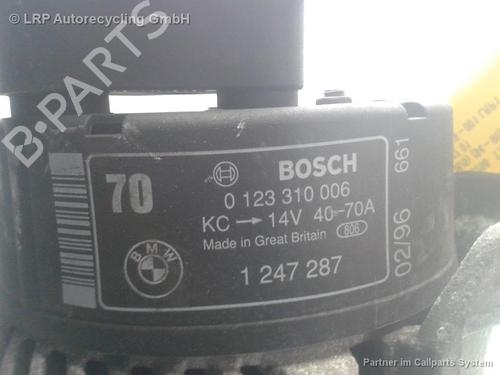 © LRP Autorecycling GmbH
B-PARTS
70
BOSCH
0 123 310 006
KC → 14V 40-70A
Made in Great Britain 806
BMW
1 247 287
02/96 661
Partner im Callparts System